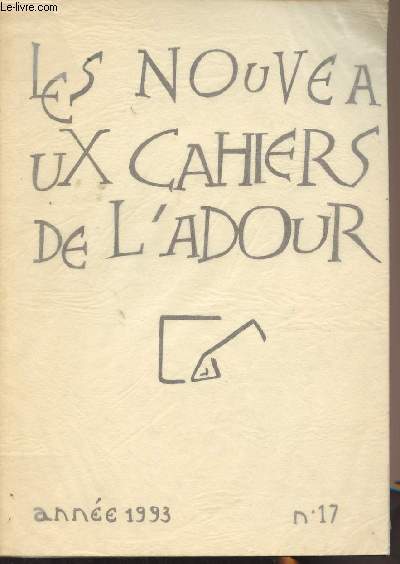 Le-livre.com
LES NOUVEA
UX CAHIERS
DE L'ADOUR
année 1993 n.17